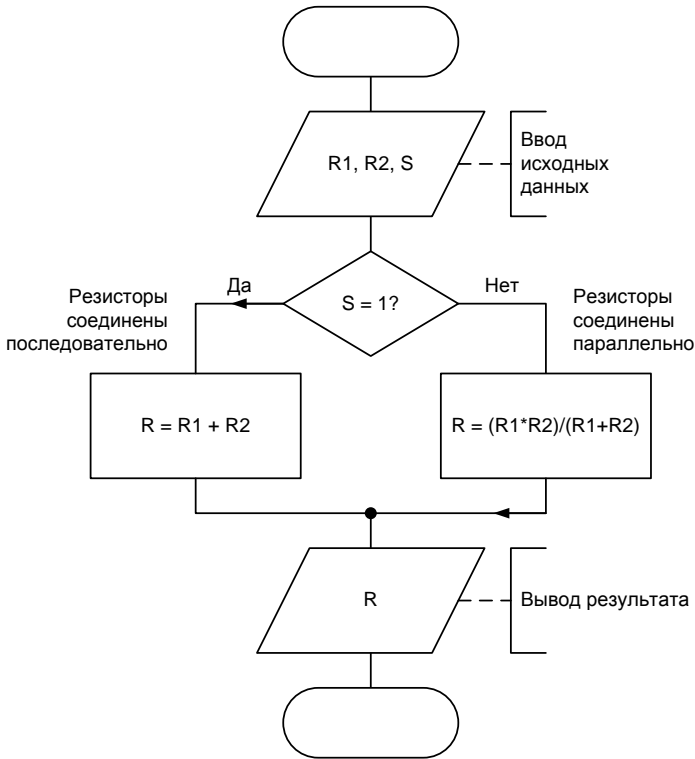 R1, R2, S
Ввод
исходных
данных
S = 1?
Да
Нет
Резисторы
соединены
последовательно
Резисторы
соединены
параллельно
R = R1 + R2
R = (R1*R2)/(R1+R2)
R
Вывод результата